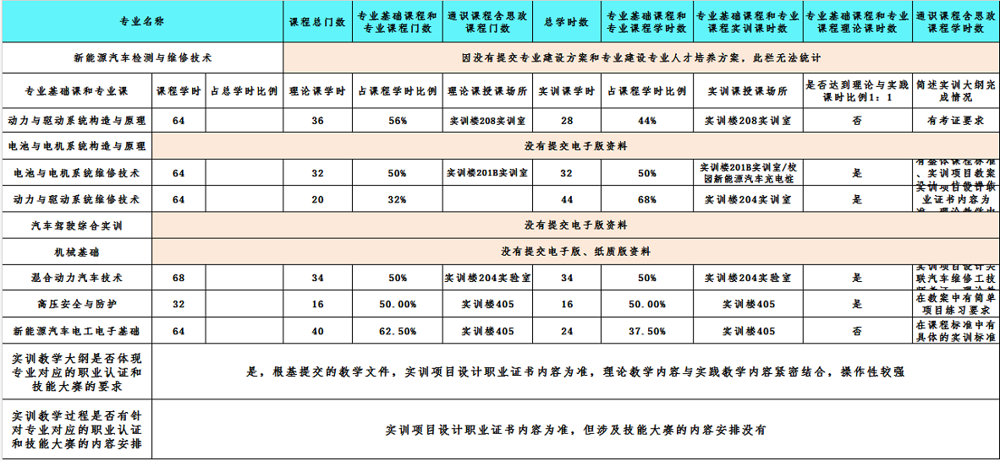 专业名称 课程总门数 专业基础课程和专业课程门数 通识课程含思政课程门数 总学时数 专业基础课程和专业课程学时数 专业基础课程和专业课程实训课时数 专业基础课程和专业课程理论课时数 通识课程含思政课程学时数
新能源汽车检测与维修技术 因没有提交专业建设方案和专业建设专业人才培养方案，此栏无法统计
专业基础课和专业课 课程学时 占总学时比例 理论课学时 占课程学时比例 理论课授课场所 实训课学时 占课程学时比例 实训课授课场所 是否达到理论与实践课时比例1：1 简述实训大纲完成情况
动力与驱动系统构造与原理 64 36 56% 实训楼208实训室 28 44% 实训楼208实训室 否 有考证要求
电池与电机系统构造与原理 没有提交电子版资料
电池与电机系统维修技术 64 32 50% 实训楼201B实训室 32 50% 实训楼201B实训室/校园新能源汽车充电桩 是 有整体课程标准、实训项目教案
动力与驱动系统维修技术 64 20 32% 44 68% 实训楼204实训室 是 实训项目设计职业证书内容为
汽车驾驶综合实训 没有提交电子版资料
机械基础 没有提交电子版、纸质版资料
混合动力汽车技术 68 34 50% 实训楼204实验室 34 50% 实训楼204实训室 是 实训项目设计关联汽车维修工技
高压安全与防护 32 16 50.00% 实训楼405 16 50.00% 实训楼405 是 在教案中有简单项目练习要求
新能源汽车电工电子基础 64 40 62.50% 实训楼405 24 37.50% 实训楼405 否 在课程标准中有具体的实训标准
实训教学大纲是否体现专业对应的职业认证和技能大赛的要求 是，根基提交的教学文件，实训项目设计职业证书内容为准，理论教学内容与实践教学内容紧密结合，操作性较强
实训教学过程是否有针对专业对应的职业认证和技能大赛的内容安排 实训项目设计职业证书内容为准，但涉及技能大赛的内容安排没有